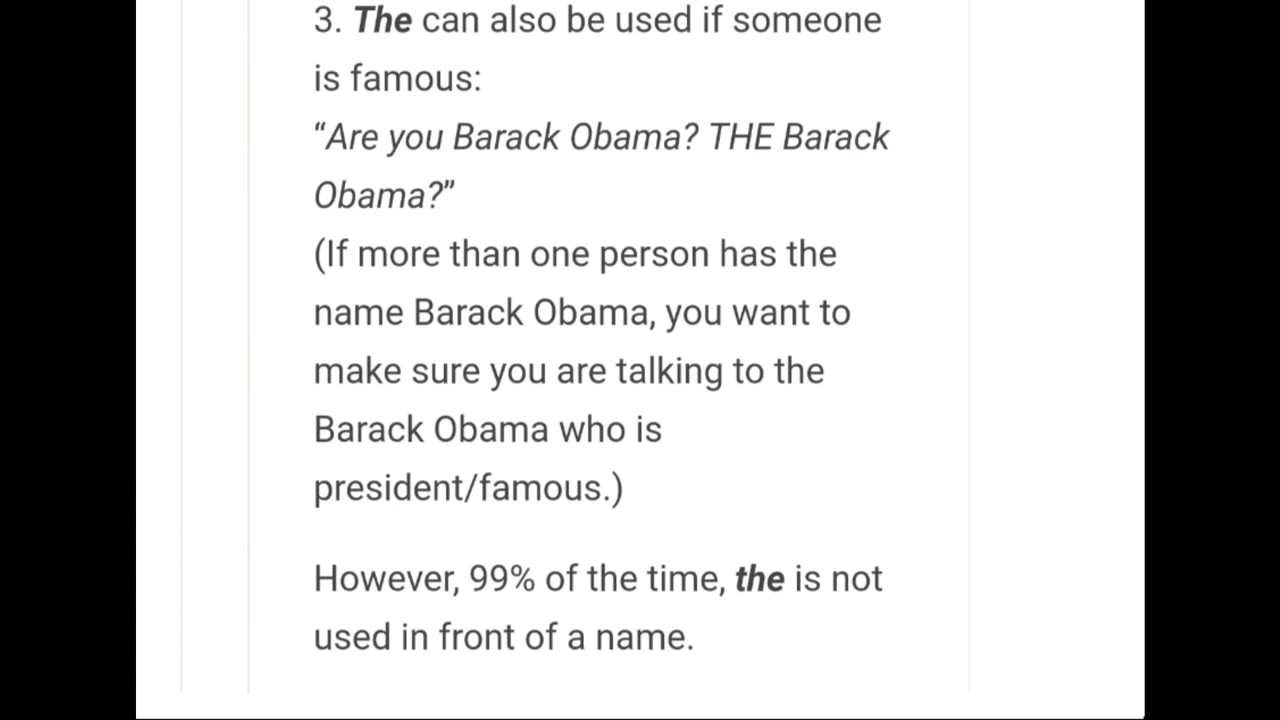 3. The can also be used if someone
is famous:
“Are you Barack Obama? THE Barack
Obama?”
(If more than one person has the
name Barack Obama, you want to
make sure you are talking to the
Barack Obama who is
president/famous.)
However, 99% of the time, the is not
used in front of a name.